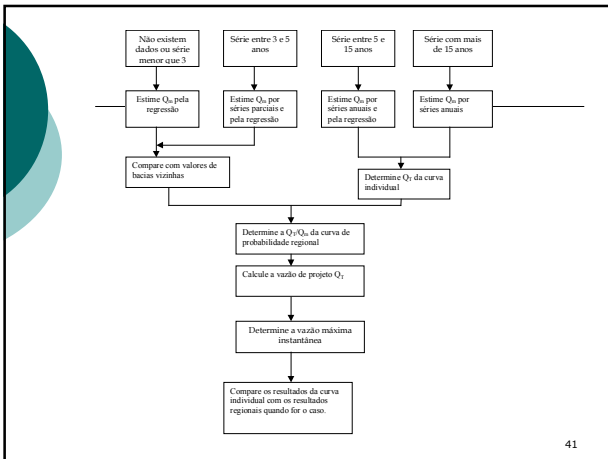 Não existem
dados ou série
menor que 3
Série entre 3 e 5
anos
Série entre 5 e
15 anos
Série com mais
de 15 anos
Estime Qm pela
regressão
Estime Qm por
séries parciais e
pela regressão
Estime Qm por
séries anuais e
pela regressão
Estime Qm por
séries anuais
Compare com valores de
bacias vizinhas
Determine QT da curva
individual
Determine a QT/Qm da curva de
probabilidade regional
Calcule a vazão de projeto QT
Determine a vazão máxima
instantânea
Compare os resultados da curva
individual com os resultados
regionais quando for o caso.
41